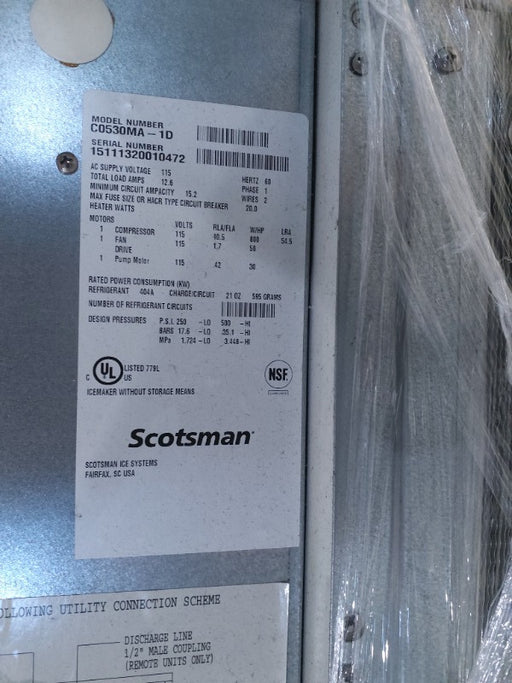 MODEL NUMBER
C0530MA-1D
SERIAL NUMBER
15111320010472
AC SUPPLY VOLTAGE 115 HERTZ 60
TOTAL LOAD AMPS 12.6 PHASE 1
MINIMUM CIRCUIT AMPACITY 15.2 WIRES 2
MAX FUSE SIZE OR HACR TYPE CIRCUIT BREAKER 20.0
HEATER WATTS
MOTORS VOLTS RLA/FLA W/HP LRA
1 COMPRESSOR 115 10.5 800 54.5
1 FAN 115 1.7 50
DRIVE
1 Pump Motor 115 .42 30
RATED POWER CONSUMPTION (KW)
REFRIGERANT 404A CHARGE/CIRCUIT 21 OZ 595 GRAMS
NUMBER OF REFRIGERANT CIRCUITS
DESIGN PRESSURES P.S.I. 250 -LO 500 -HI
BARS 17.6 -LO 35.1 -HI
MPa 1.724 -LO 3.448 -HI
C UL US LISTED 779L
NSF
ICEMAKER WITHOUT STORAGE MEANS
Scotsman
SCOTSMAN ICE SYSTEMS
FAIRFAX, SC USA
OLLOWING UTILITY CONNECTION SCHEME
DISCHARGE LINE
1/2" MALE COUPLING
(REMOTE UNITS ONLY)